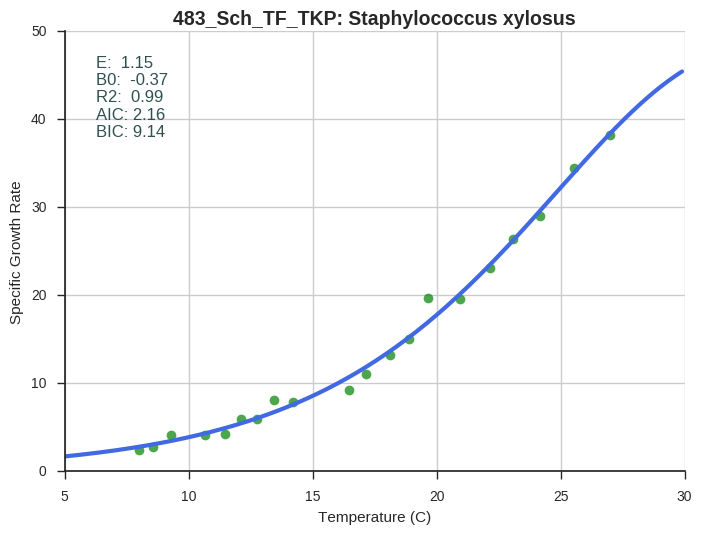 483_Sch_TF_TKP: Staphylococcus xylosus
50
E:  1.15
B0:  -0.37
R2:  0.99
AIC: 2.16
BIC: 9.14
40
30
20
10
0
Specific Growth Rate
5 10 15 20 25 30
Temperature (C)